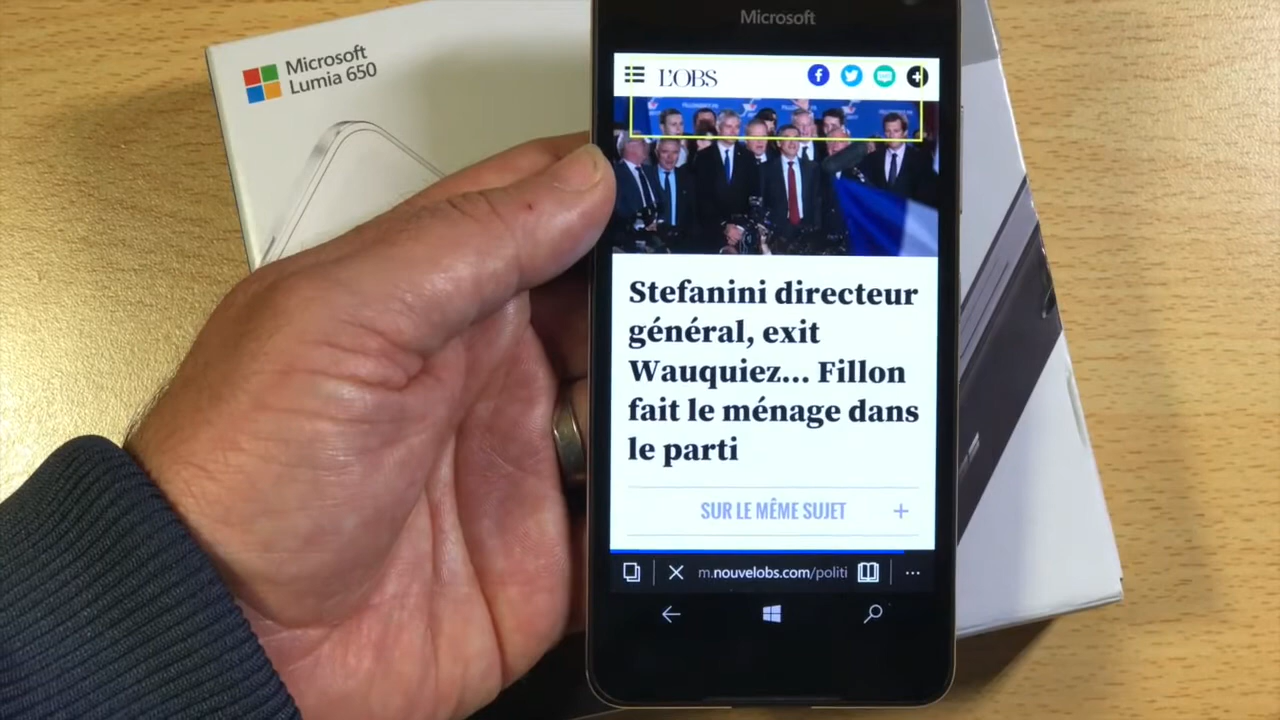 Microsoft
Lumia 650
Microsoft
L'OBS
Stefanini directeur
général, exit
Wauquiez... Fillon
fait le ménage dans
le parti
SUR LE MÊME SUJET +
m.nouvelobs.com/politi